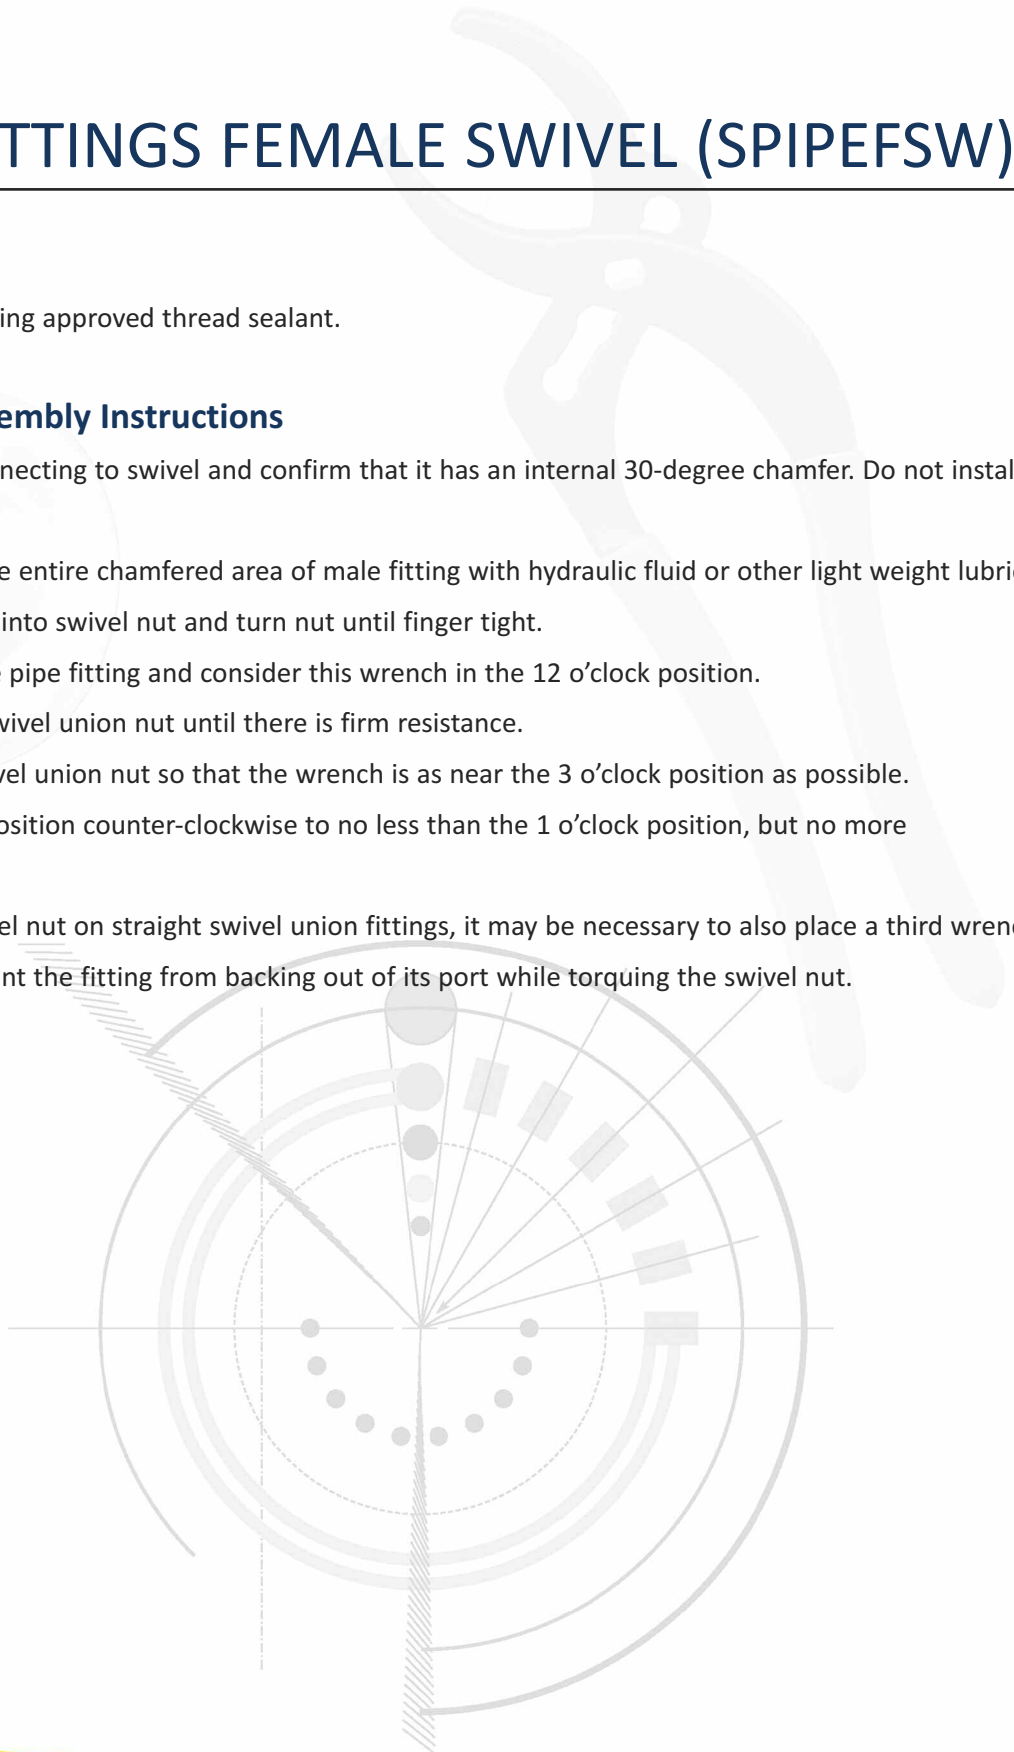 TTINGS FEMALE SWIVEL (SPIPEFSW)
ing approved thread sealant.
embly Instructions
necting to swivel and confirm that it has an internal 30-degree chamfer. Do not instal
e entire chamfered area of male fitting with hydraulic fluid or other light weight lubri
into swivel nut and turn nut until finger tight.
pipe fitting and consider this wrench in the 12 o’clock position.
wivel union nut until there is firm resistance.
vel union nut so that the wrench is as near the 3 o’clock position as possible.
osition counter-clockwise to no less than the 1 o’clock position, but no more
el nut on straight swivel union fittings, it may be necessary to also place a third wren
nt the fitting from backing out of its port while torquing the swivel nut.